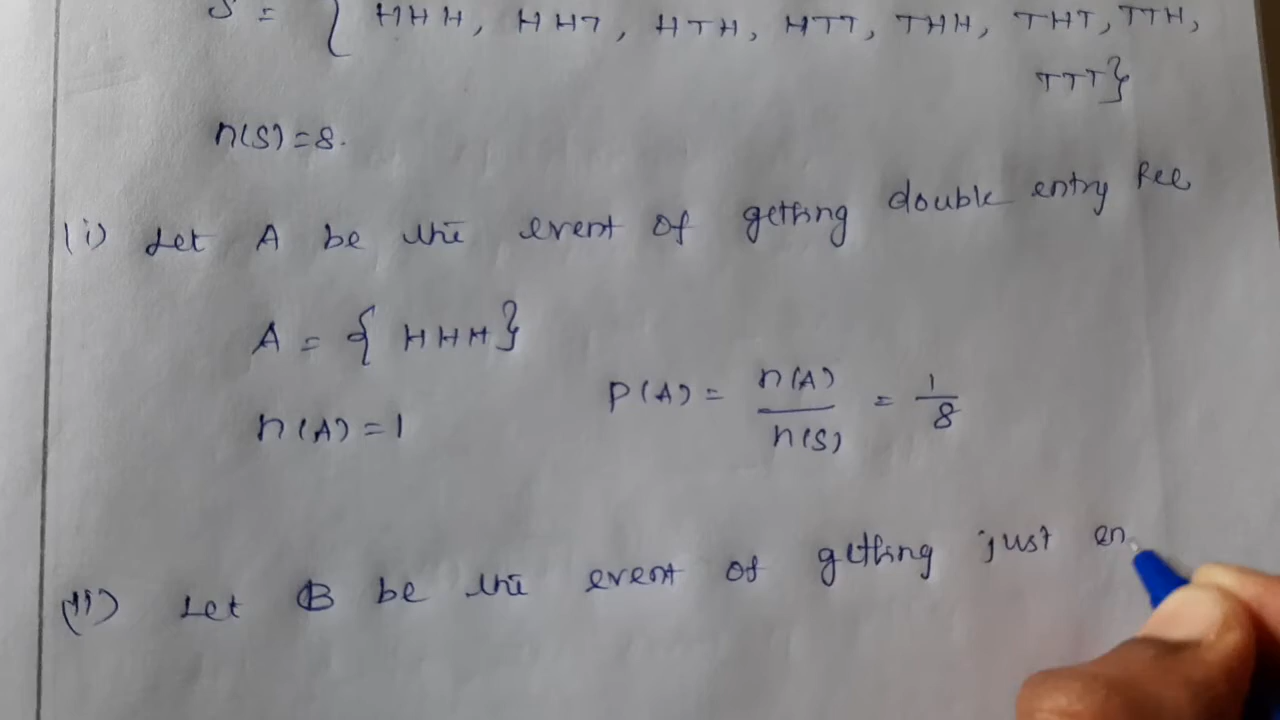 S = { HHH, HHT, HTH, HTT, THH, THT, TTH,
TTT}
n(S)=8.
(i) Let A be the event of getting double entry fee
A = { HHH}
n(A)=1
P(A) = n(A)/n(S) = 1/8
(ii) Let B be the event of getting just en